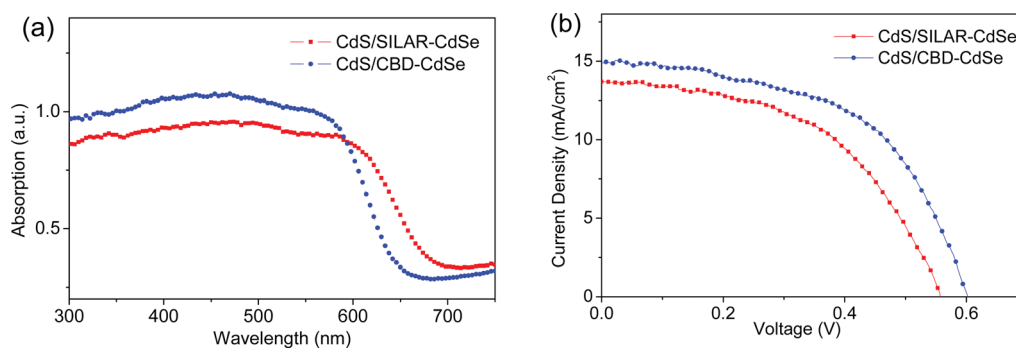 (a)
CdS/SILAR-CdSe
CdS/CBD-CdSe
Absorption (a.u.)
1.0
0.5
300 400 500 600 700
Wavelength (nm)
(b)
CdS/SILAR-CdSe
CdS/CBD-CdSe
Current Density (mA/cm²)
20
15
10
5
0
0.0 0.2 0.4 0.6
Voltage (V)